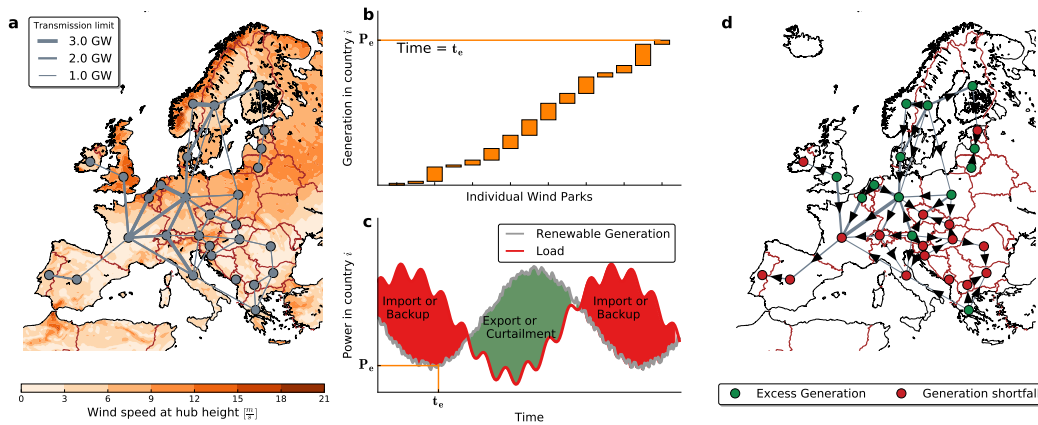 a
Transmission limit
3.0 GW
2.0 GW
1.0 GW
0 3 6 9 12 15 18 21
Wind speed at hub height [m/s]
b
Generation in country i
Pe
Time = te
Individual Wind Parks
c
Power in country i
Renewable Generation
Load
Import or
Backup
Export or
Curtailment
Import or
Backup
Pe
te
Time
d
Excess Generation
Generation shortfal